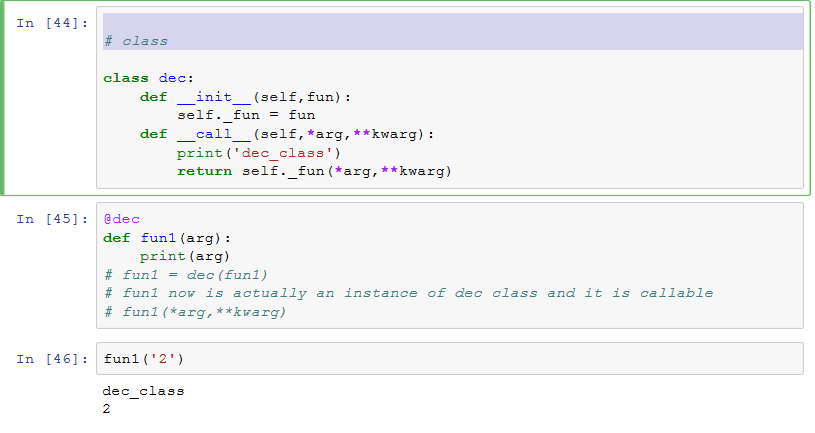 In [44]:
# class
class dec:
    def __init__(self,fun):
        self._fun = fun
    def __call__(self,*arg,**kwarg):
        print('dec_class')
        return self._fun(*arg,**kwarg)
In [45]: @dec
def fun1(arg):
    print(arg)
# fun1 = dec(fun1)
# fun1 now is actually an instance of dec class and it is callable
# fun1(*arg,**kwarg)
In [46]: fun1('2')
dec_class
2